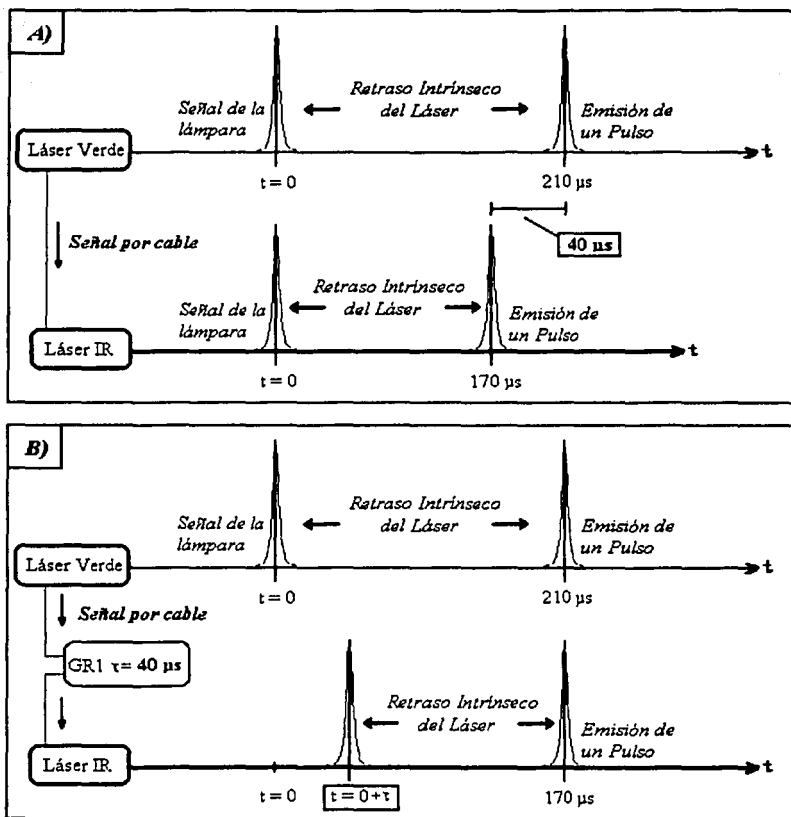 A)
Señal de la
lámpara
Retraso Intrínseco
del Láser
Emisión de
un Pulso
Láser Verde
t
t = 0
210 µs
Señal por cable
40 µs
Señal de la
lámpara
Retraso Intrínseco
del Láser
Emisión de
un Pulso
Láser IR
t
t = 0
170 µs
B)
Señal de la
lámpara
Retraso Intrínseco
del Láser
Emisión de
un Pulso
Láser Verde
t
t = 0
210 µs
Señal por cable
GR1 τ= 40 µs
Retraso Intrínseco
del Láser
Emisión de
un Pulso
Láser IR
t
t = 0
t = 0+τ
170 µs